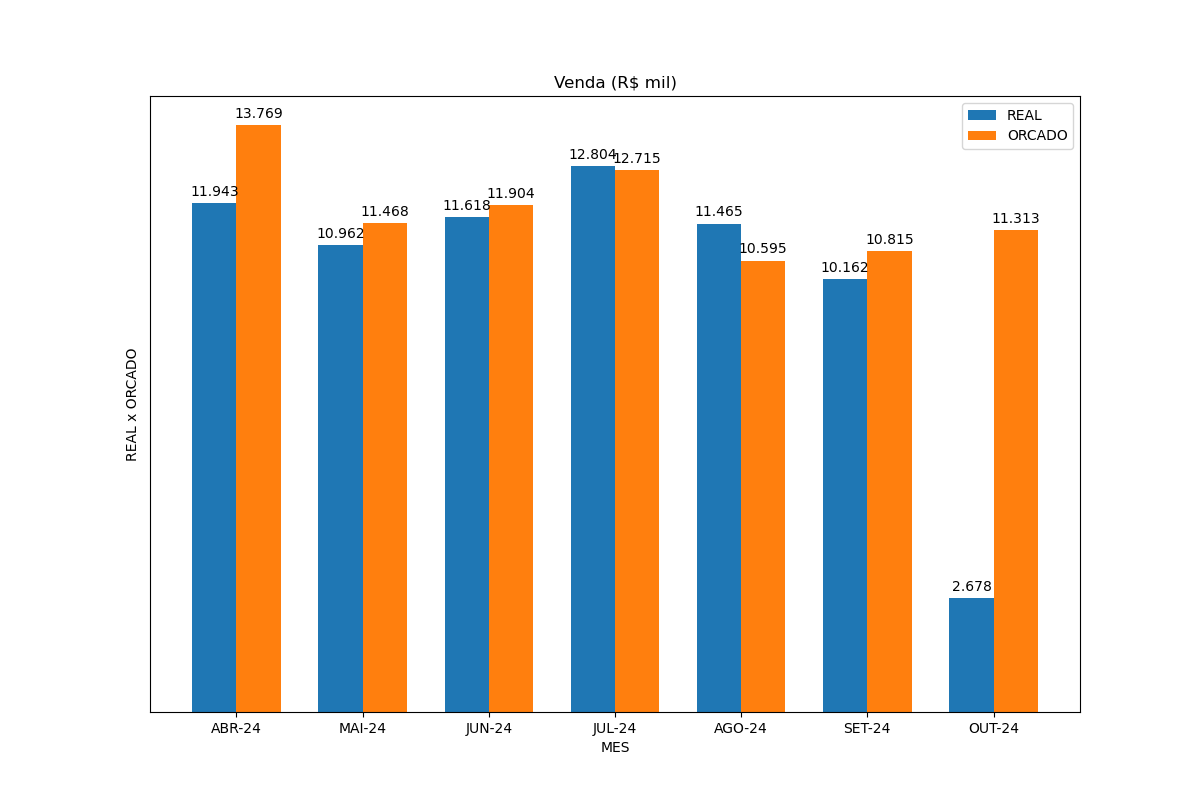 Venda (R$ mil)
REAL
ORCADO
13.769
11.943
11.468
10.962
11.618
11.904
12.804
12.715
11.465
10.595
10.162
10.815
11.313
2.678
REAL x ORCADO
ABR-24 MAI-24 JUN-24 JUL-24 AGO-24 SET-24 OUT-24
MES